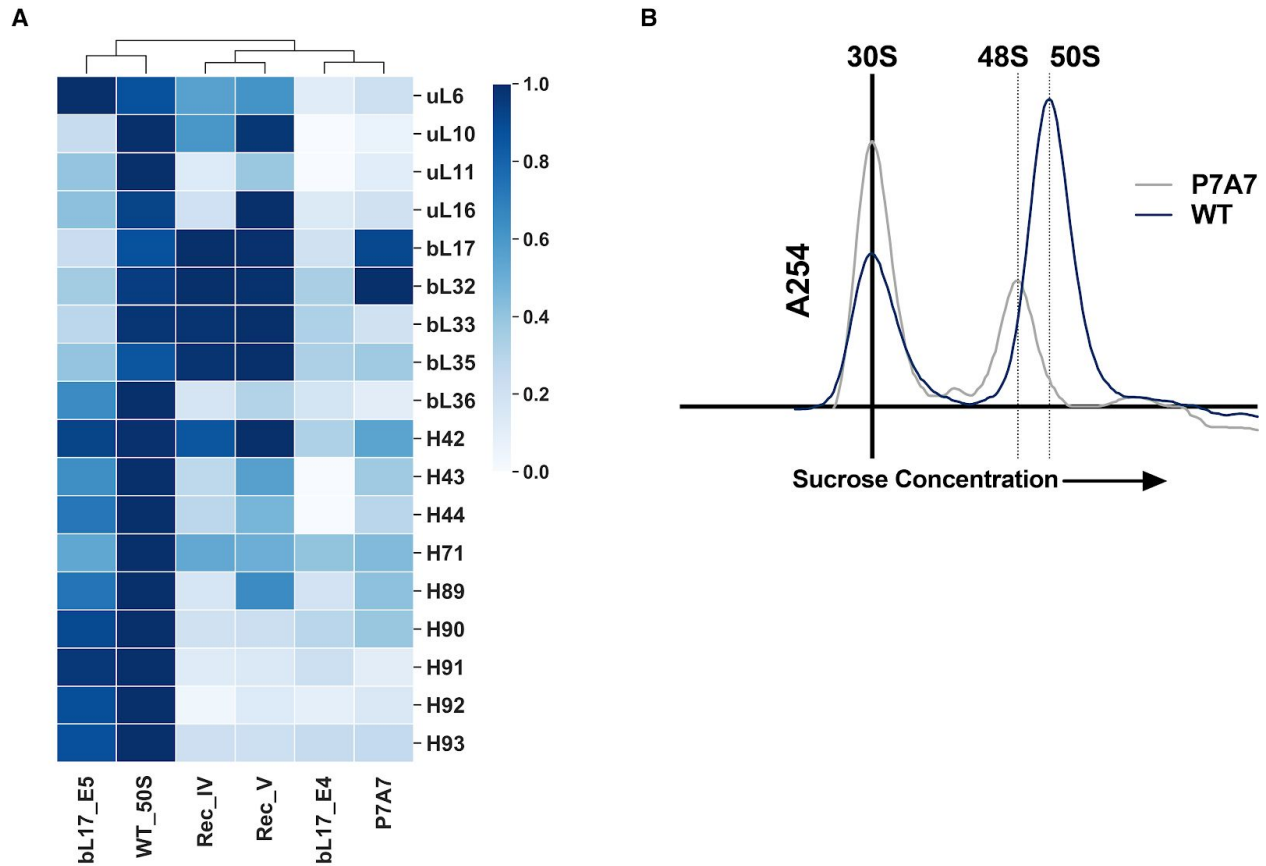 A
1.0
0.8
0.6
0.4
0.2
0.0
uL6
uL10
uL11
uL16
bL17
bL32
bL33
bL35
bL36
H42
H43
H44
H71
H89
H90
H91
H92
H93
bL17_E5
WT_50S
Rec_IV
Rec_V
bL17_E4
P7A7
B
30S
48S
50S
A254
P7A7
WT
Sucrose Concentration